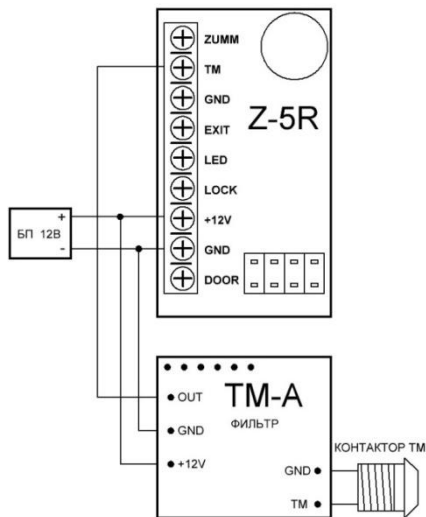 ZUMM
TM
GND
EXIT
LED
LOCK
+12V
GND
DOOR
Z-5R
+
БП 12В
-
TM-A
ФИЛЬТР
OUT
GND
+12V
GND
TM
КОНТАКТОР ТМ